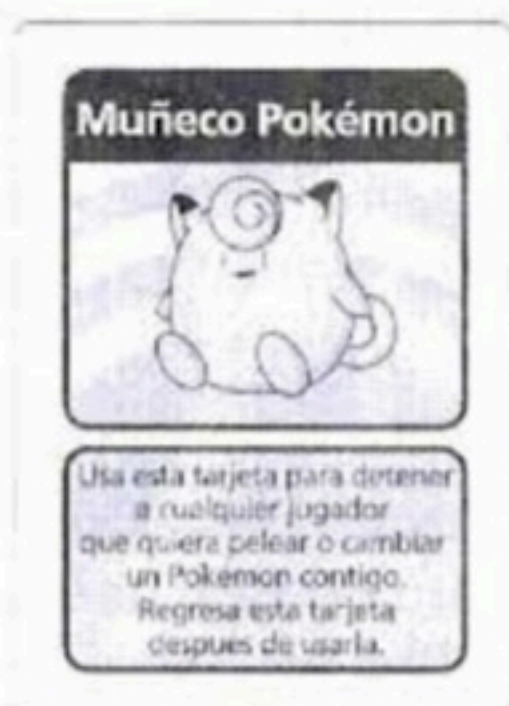 Muñeco Pokémon
Usa esta tarjeta para detener
a cualquier jugador
que quiera pelear o cambiar
un Pokémon contigo.
Regresa esta tarjeta
después de usarla.